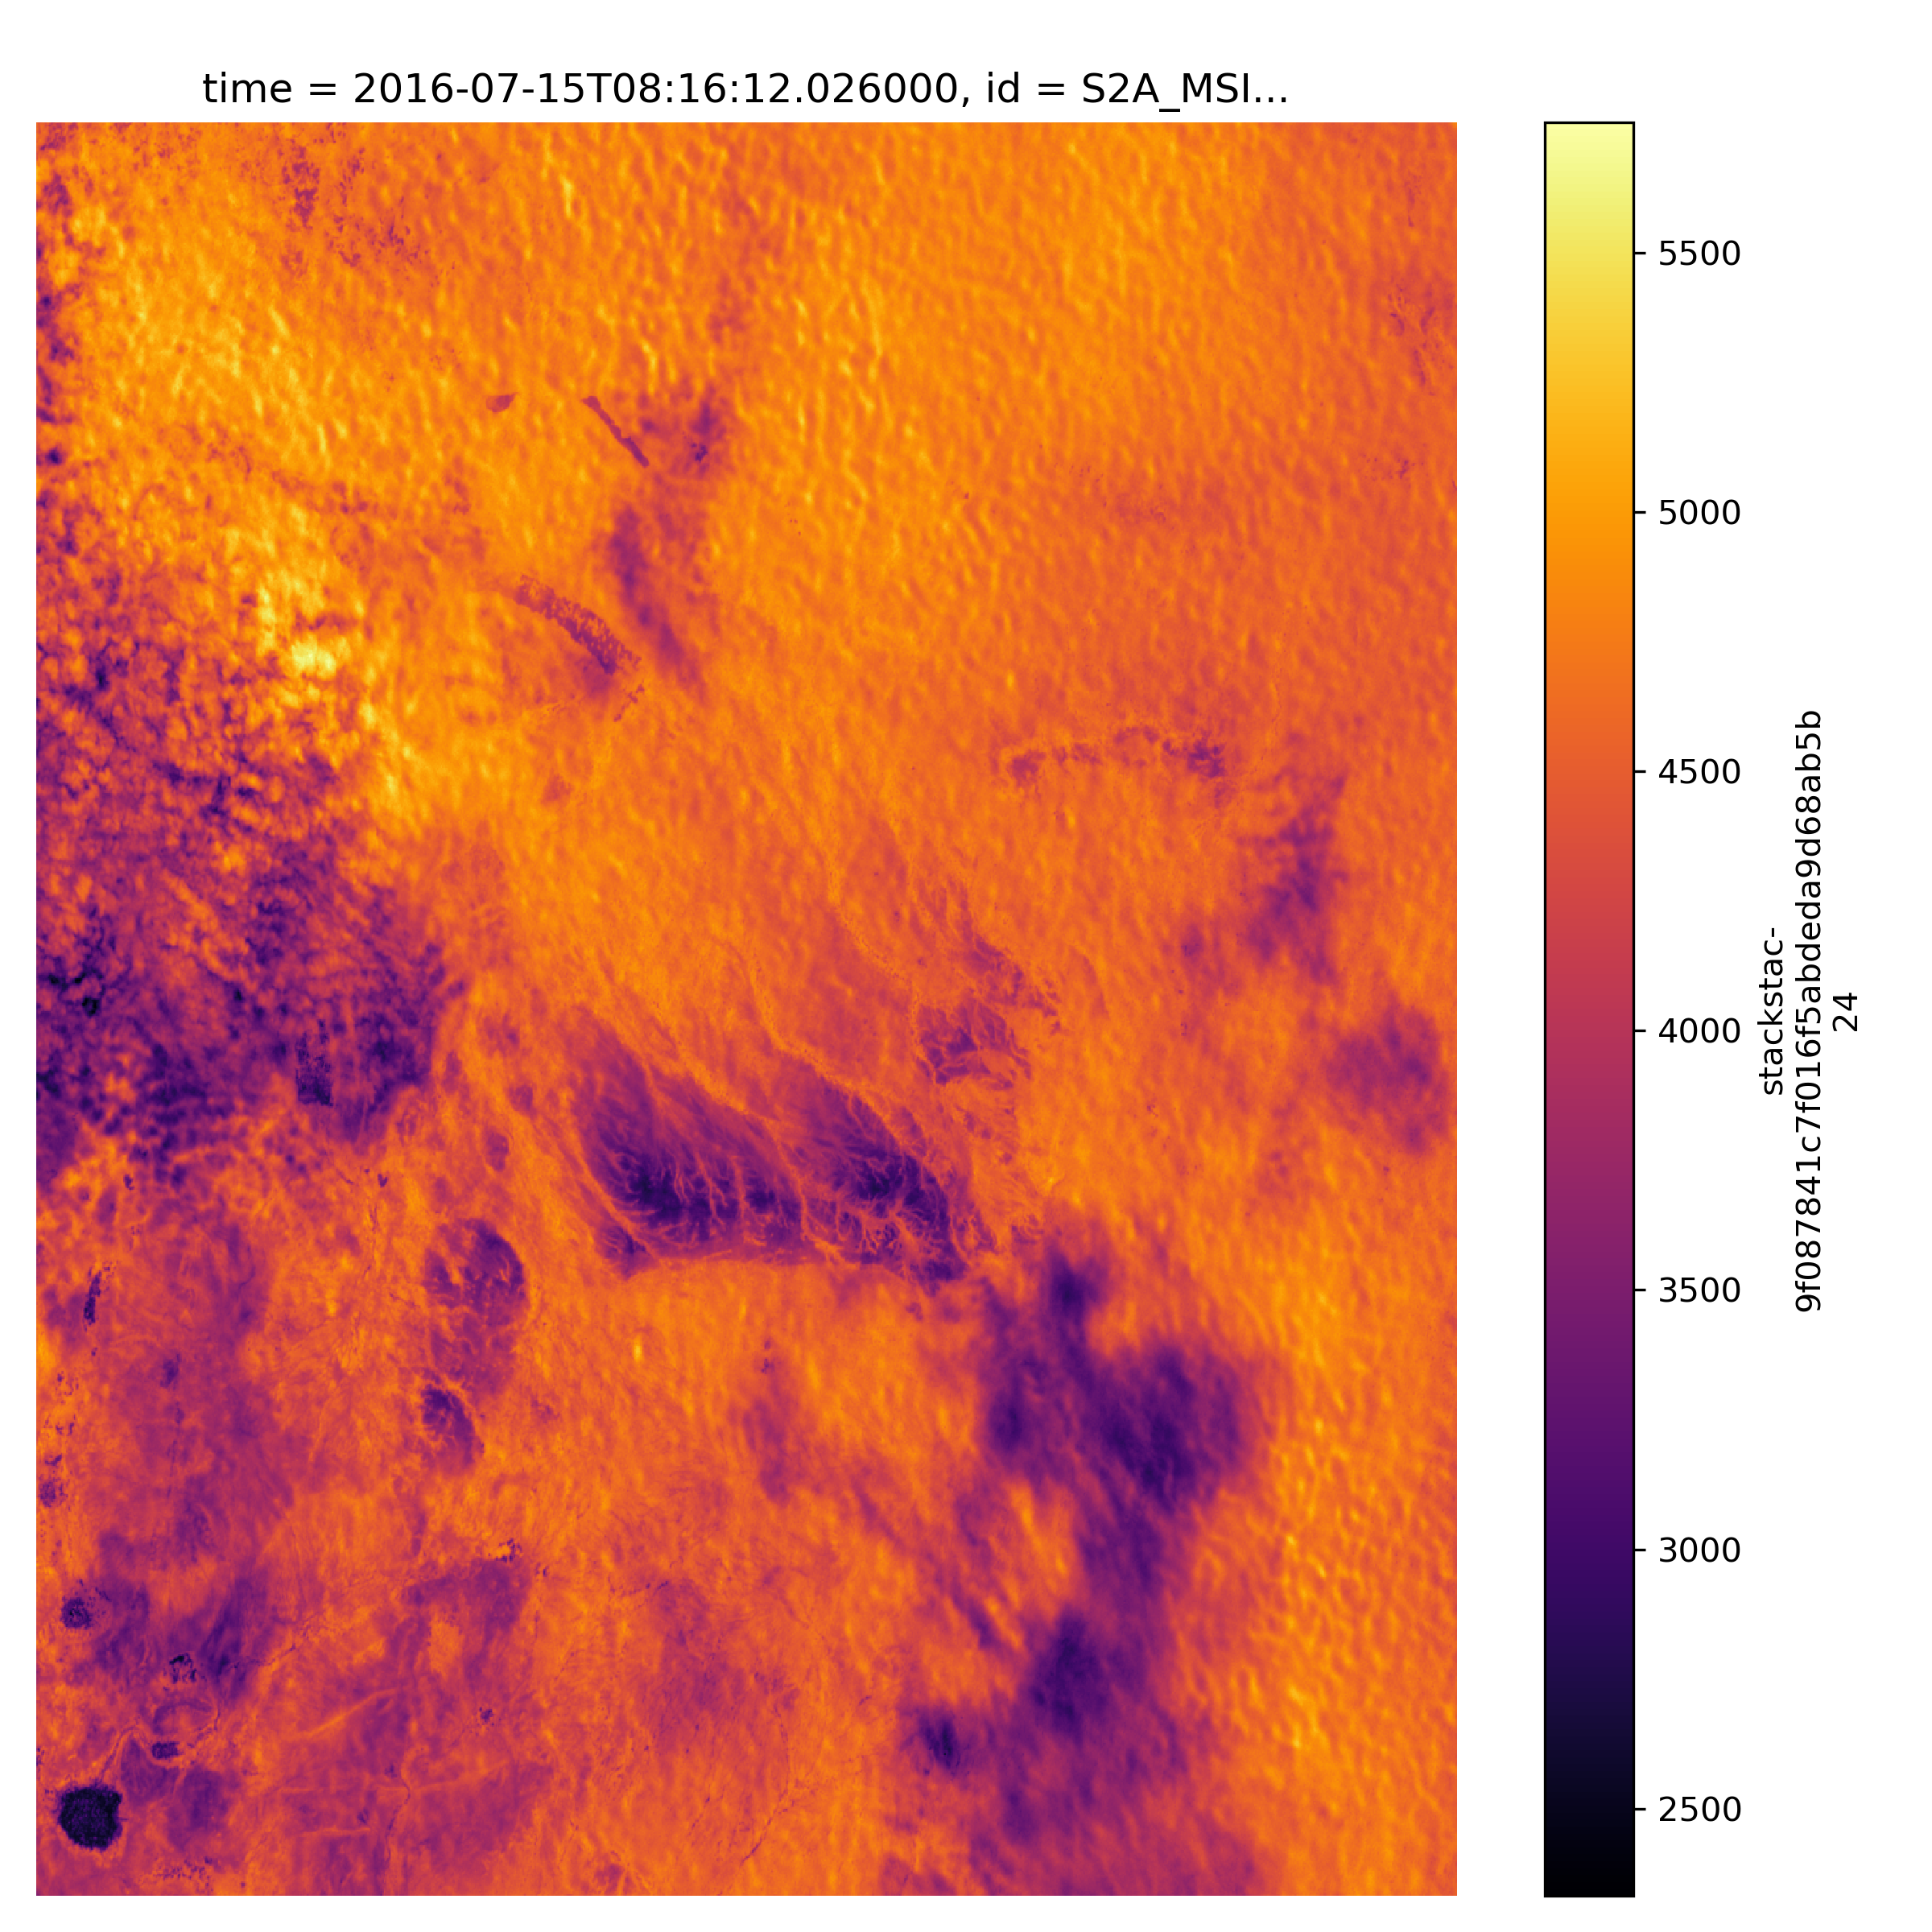 time = 2016-07-15T08:16:12.026000, id = S2A_MSI...
5500
5000
4500
4000
3500
3000
2500
stackstac-
9f087841c7f016f5abdeda9d68ab5b
24